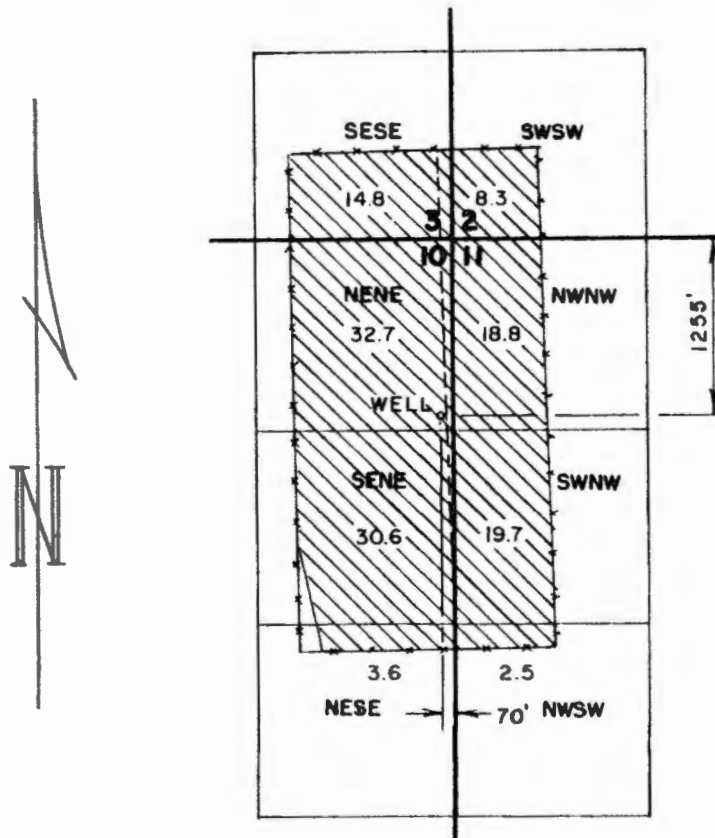 SESE SWSW
14.8 8.3
3 2
10 11
NENE NWNW
32.7 18.8
1255'
WELL
SENE SWNW
30.6 19.7
N
3.6 2.5
NESE 70' NWSW